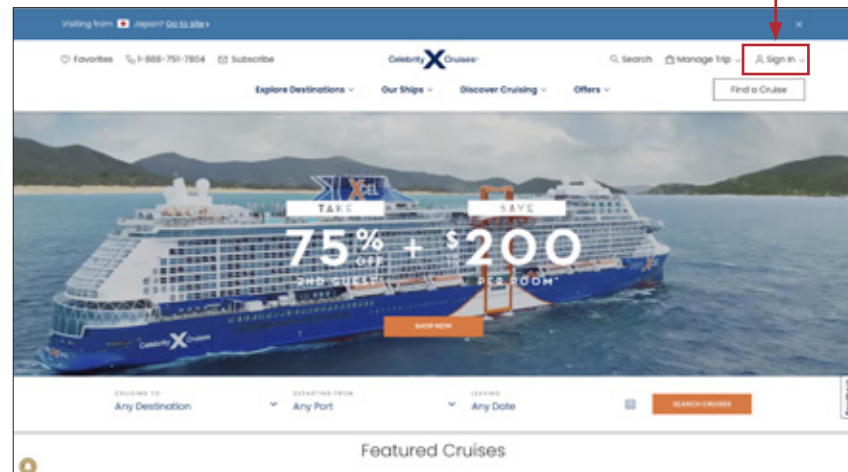 Visiting from Japan? Go to site >
×
Favorites 1-888-751-7804 Subscribe
Celebrity X Cruises
Search Manage Trip Sign In
Explore Destinations Our Ships Discover Cruising Offers
Find a Cruise
XCEL
TAKE SAVE
75% OFF + $200
2ND GUEST PER ROOM*
Celebrity X Cruises
SHOP NOW
CRUISING TO DEPARTING FROM LEAVING
Any Destination Any Port Any Date
SEARCH CRUISES
Featured Cruises